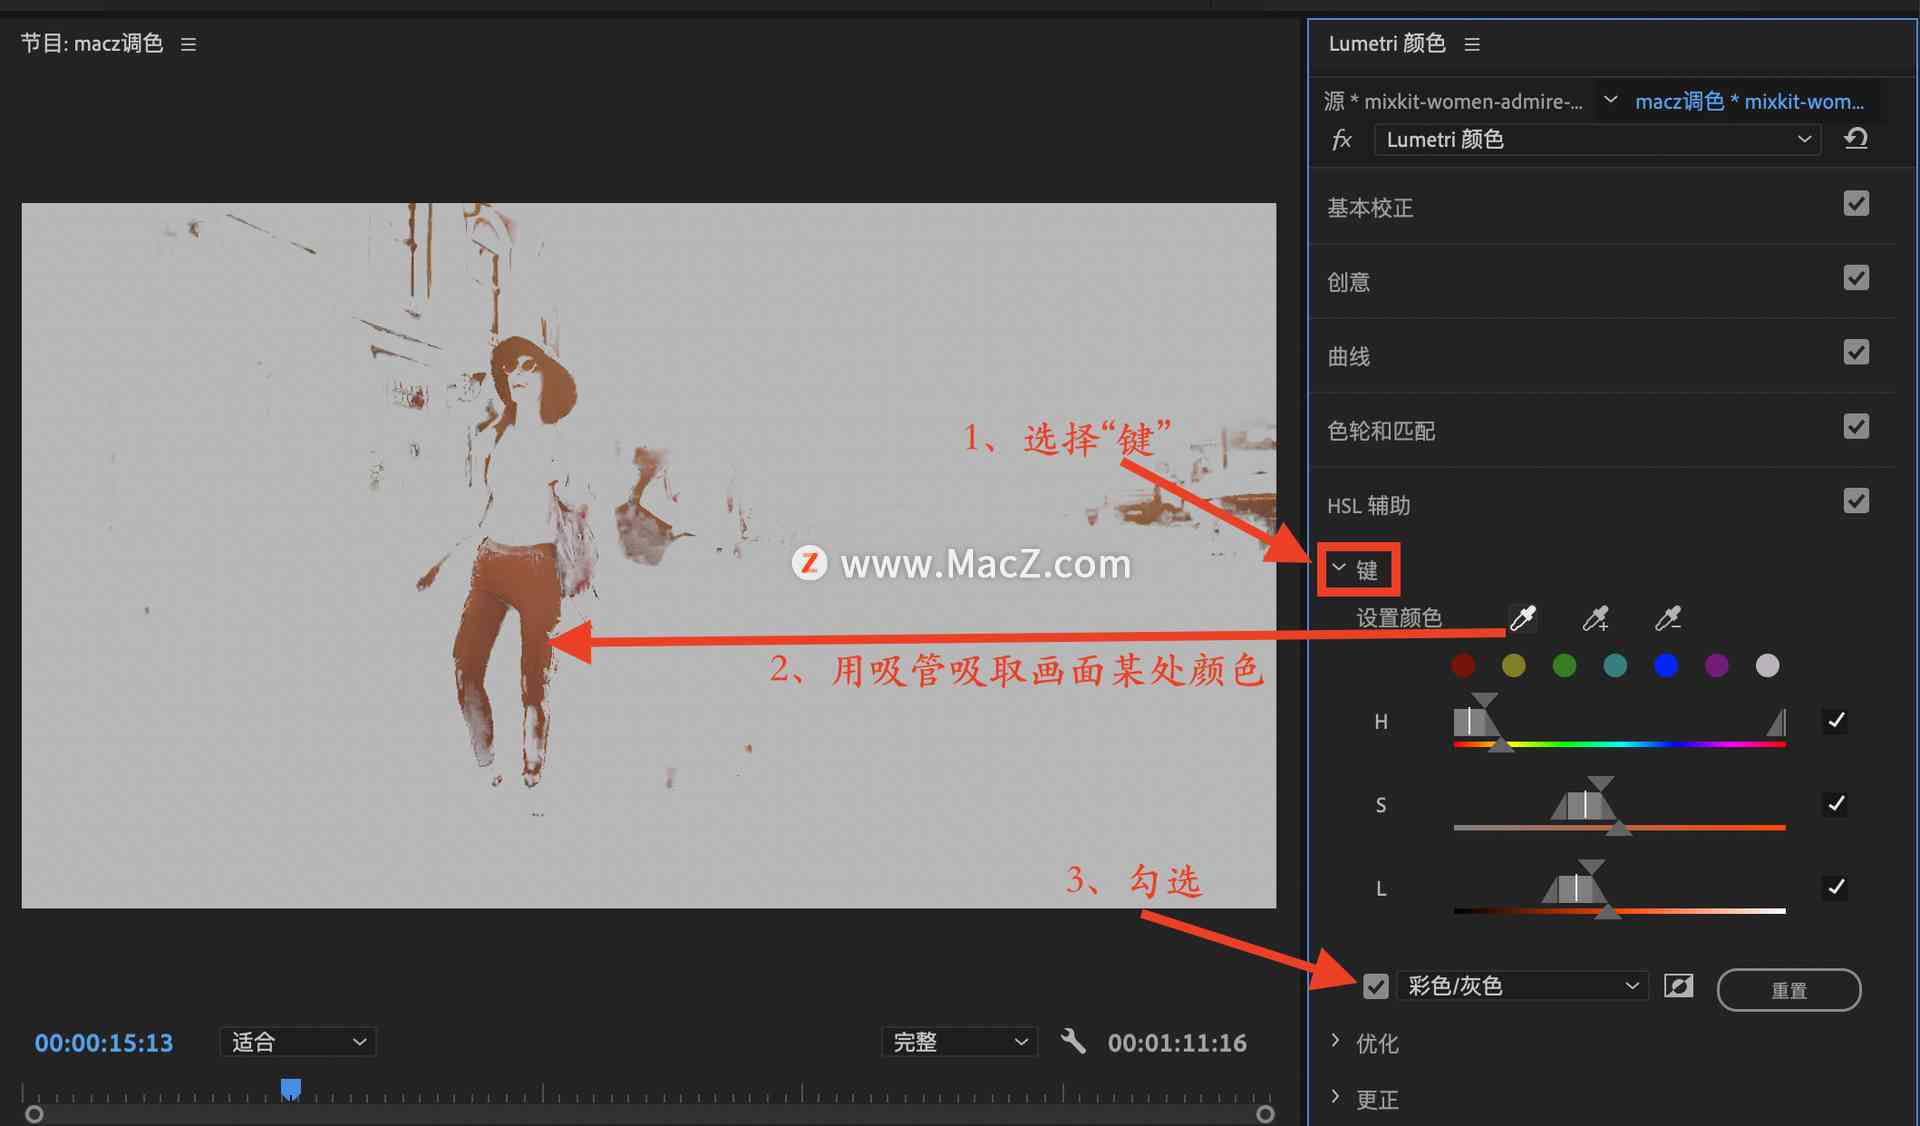 节目: macz调色
Lumetri 颜色
源 * mixkit-women-admire-...
macz调色 * mixkit-wom...
fx
Lumetri 颜色
基本校正
创意
曲线
色轮和匹配
1、选择“键”
HSL 辅助
Z www.MacZ.com
键
设置颜色
2、用吸管吸取画面某处颜色
H
S
3、勾选
L
彩色/灰色
重置
00:00:15:13
适合
完整
00:01:11:16
优化
更正